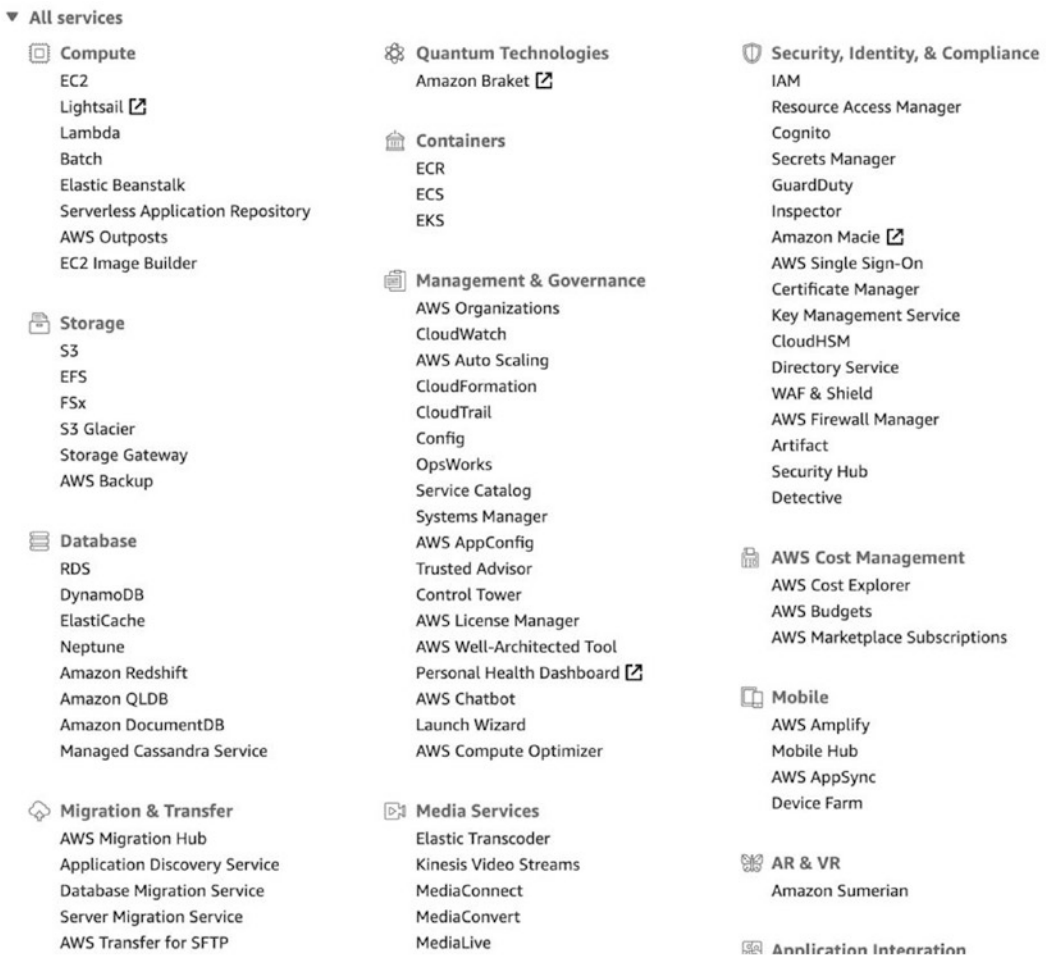 All services
Compute
EC2
Lightsail
Lambda
Batch
Elastic Beanstalk
Serverless Application Repository
AWS Outposts
EC2 Image Builder
Storage
S3
EFS
FSx
S3 Glacier
Storage Gateway
AWS Backup
Database
RDS
DynamoDB
ElastiCache
Neptune
Amazon Redshift
Amazon QLDB
Amazon DocumentDB
Managed Cassandra Service
Migration & Transfer
AWS Migration Hub
Application Discovery Service
Database Migration Service
Server Migration Service
AWS Transfer for SFTP
Quantum Technologies
Amazon Braket
Containers
ECR
ECS
EKS
Management & Governance
AWS Organizations
CloudWatch
AWS Auto Scaling
CloudFormation
CloudTrail
Config
OpsWorks
Service Catalog
Systems Manager
AWS AppConfig
Trusted Advisor
Control Tower
AWS License Manager
AWS Well-Architected Tool
Personal Health Dashboard
AWS Chatbot
Launch Wizard
AWS Compute Optimizer
Media Services
Elastic Transcoder
Kinesis Video Streams
MediaConnect
MediaConvert
MediaLive
Security, Identity, & Compliance
IAM
Resource Access Manager
Cognito
Secrets Manager
GuardDuty
Inspector
Amazon Macie
AWS Single Sign-On
Certificate Manager
Key Management Service
CloudHSM
Directory Service
WAF & Shield
AWS Firewall Manager
Artifact
Security Hub
Detective
AWS Cost Management
AWS Cost Explorer
AWS Budgets
AWS Marketplace Subscriptions
Mobile
AWS Amplify
Mobile Hub
AWS AppSync
Device Farm
AR & VR
Amazon Sumerian
Application Integration